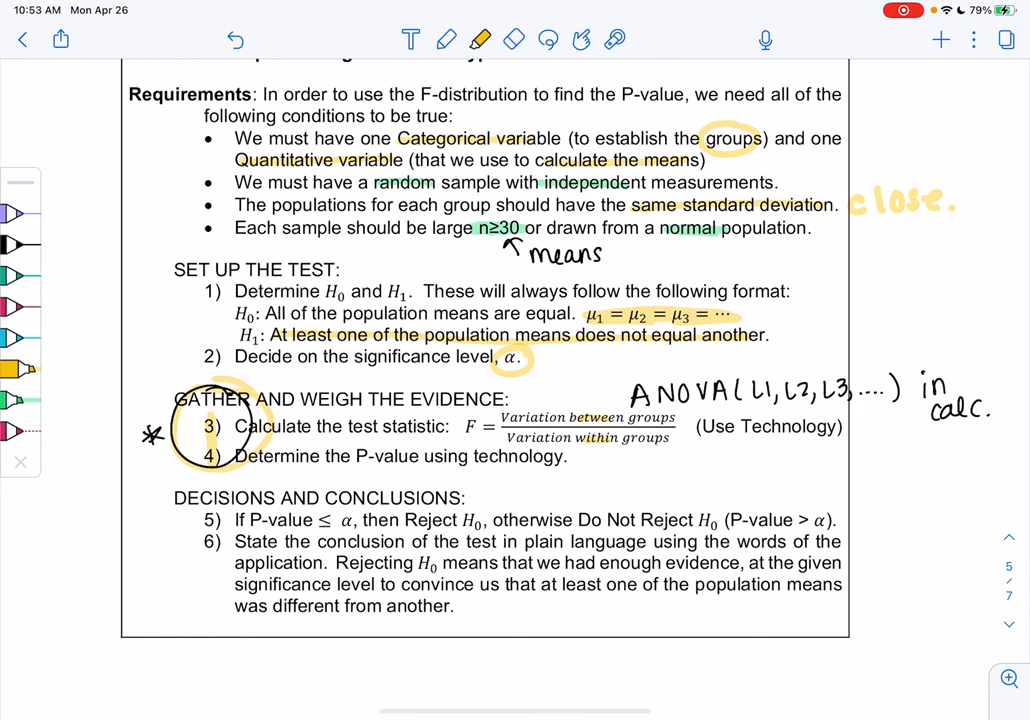 10:53 AM Mon Apr 26
79%
T
Requirements: In order to use the F-distribution to find the P-value, we need all of the
following conditions to be true:
• We must have one Categorical variable (to establish the groups) and one
Quantitative variable (that we use to calculate the means)
• We must have a random sample with independent measurements.
• The populations for each group should have the same standard deviation. close.
• Each sample should be large n≥30 or drawn from a normal population.
means
SET UP THE TEST:
1) Determine H₀ and H₁. These will always follow the following format:
H₀: All of the population means are equal. μ₁ = μ₂ = μ₃ = ⋯
H₁: At least one of the population means does not equal another.
2) Decide on the significance level, α.
GATHER AND WEIGH THE EVIDENCE:
ANOVA(L1, L2, L3, ....) in
calc.
* 3) Calculate the test statistic: F = Variation between groups / Variation within groups (Use Technology)
4) Determine the P-value using technology.
DECISIONS AND CONCLUSIONS:
5) If P-value ≤ α, then Reject H₀, otherwise Do Not Reject H₀ (P-value > α).
6) State the conclusion of the test in plain language using the words of the
application. Rejecting H₀ means that we had enough evidence, at the given
significance level to convince us that at least one of the population means
was different from another.
5
/
7